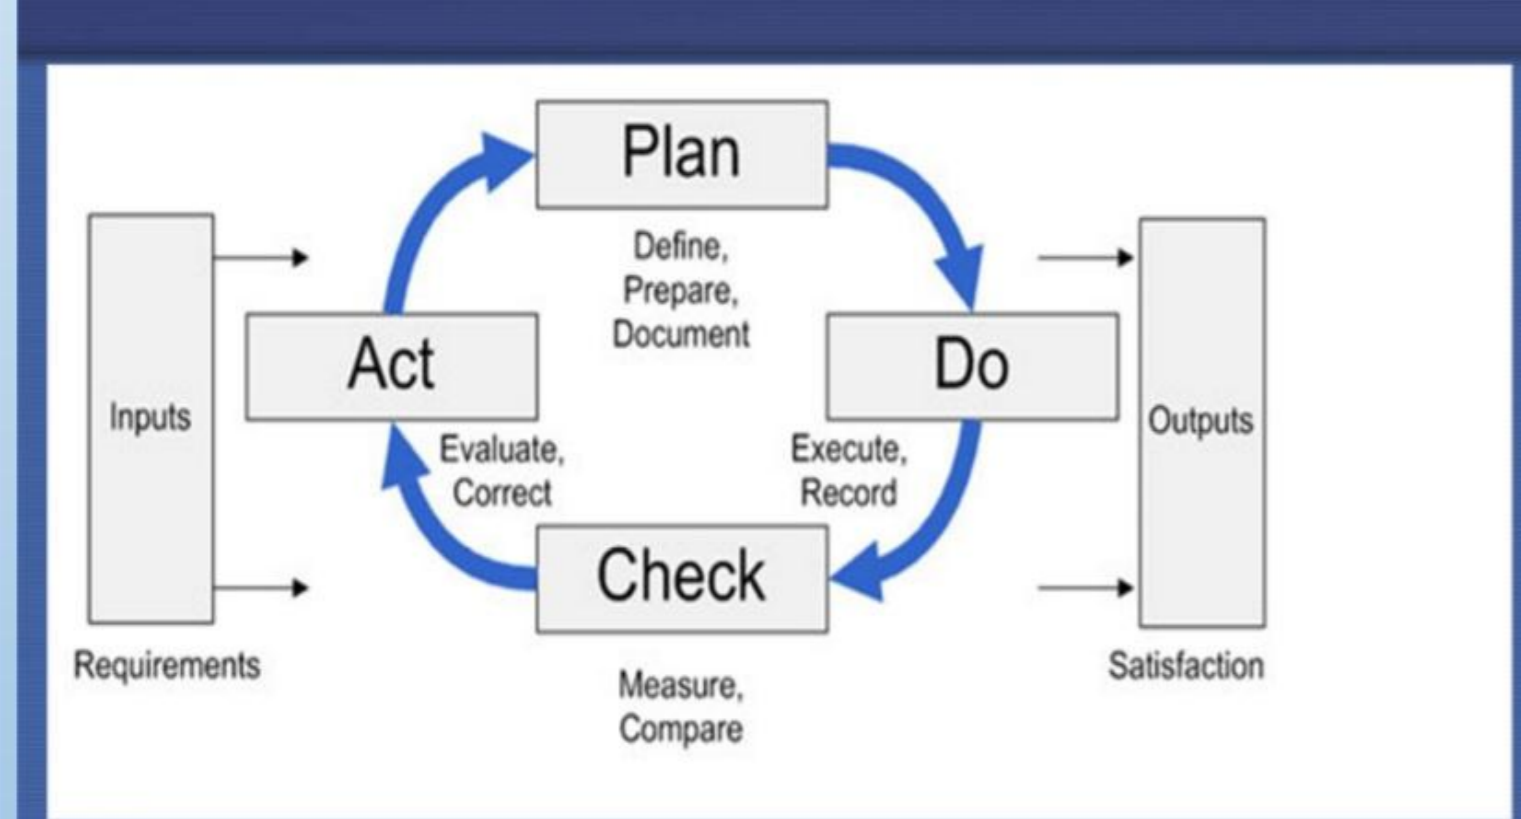 Plan
Define,
Prepare,
Document
Act
Do
Inputs
Outputs
Evaluate,
Correct
Execute,
Record
Check
Requirements
Satisfaction
Measure,
Compare